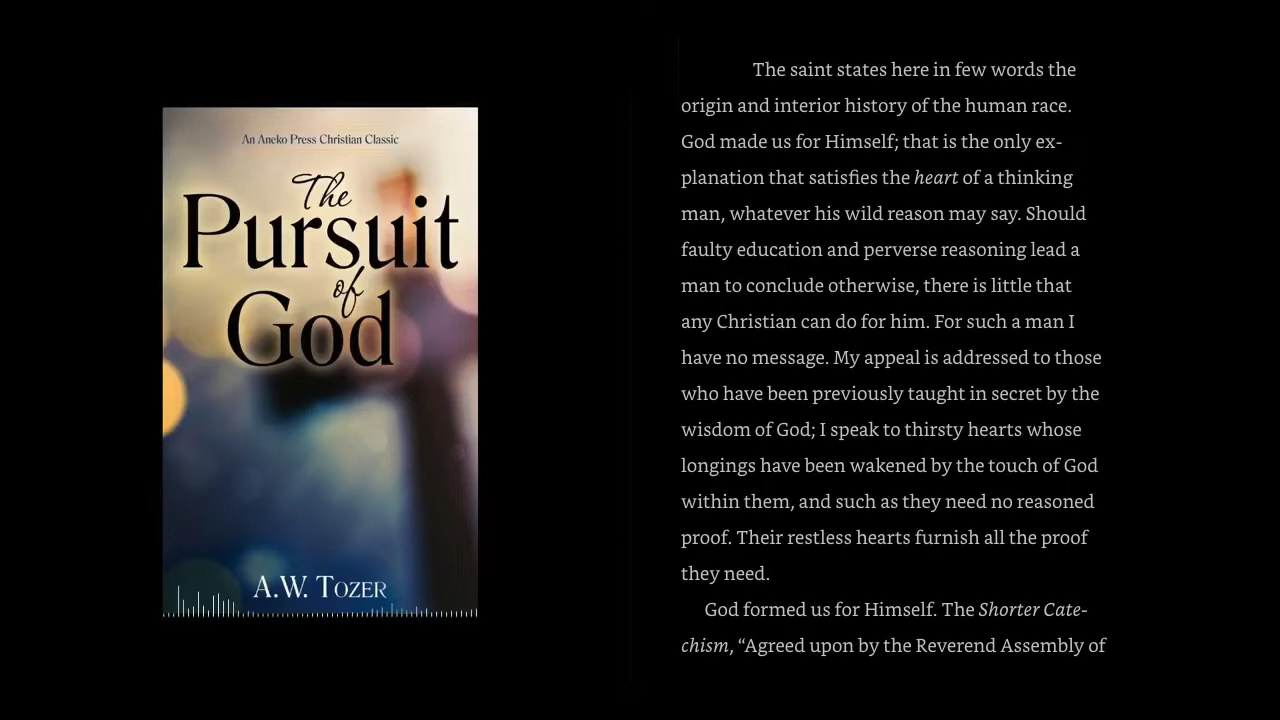 An Aneko Press Christian Classic
The
Pursuit
of
God
A.W. Tozer
The saint states here in few words the
origin and interior history of the human race.
God made us for Himself; that is the only ex-
planation that satisfies the heart of a thinking
man, whatever his wild reason may say. Should
faulty education and perverse reasoning lead a
man to conclude otherwise, there is little that
any Christian can do for him. For such a man I
have no message. My appeal is addressed to those
who have been previously taught in secret by the
wisdom of God; I speak to thirsty hearts whose
longings have been wakened by the touch of God
within them, and such as they need no reasoned
proof. Their restless hearts furnish all the proof
they need.
God formed us for Himself. The Shorter Cate-
chism, “Agreed upon by the Reverend Assembly of